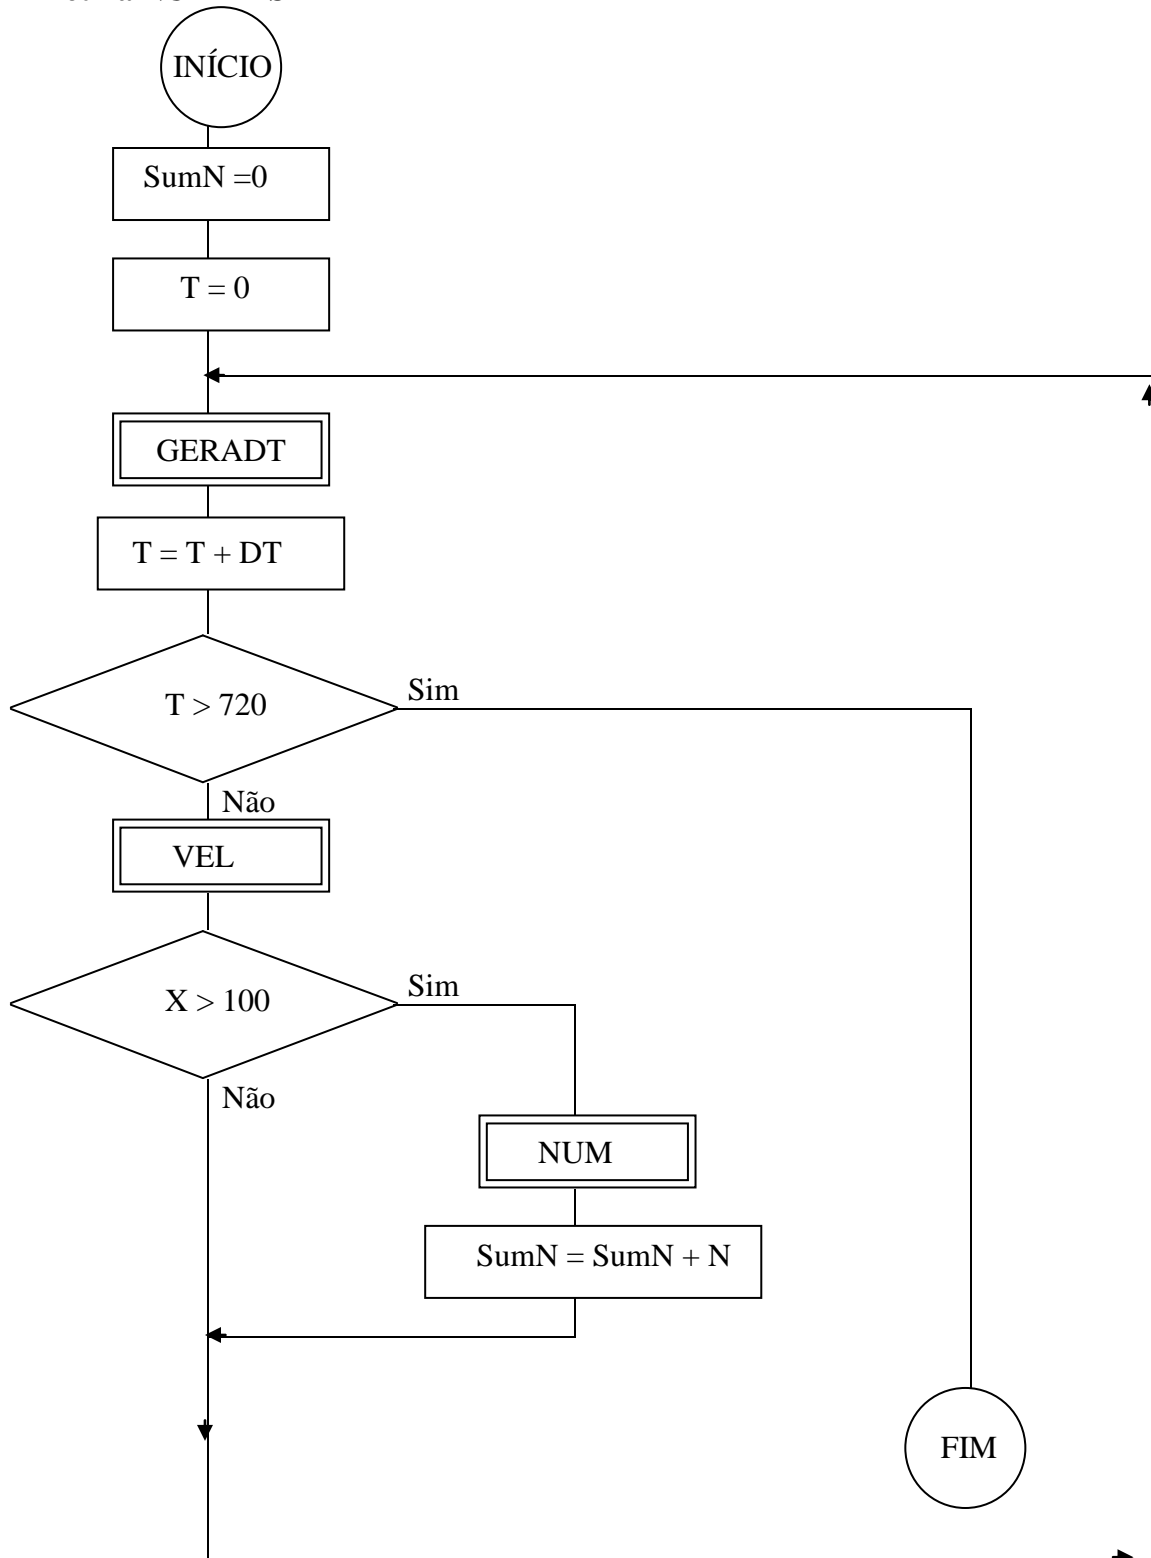 INÍCIO
SumN =0
T = 0
GERADT
T = T + DT
T > 720
Sim
Não
VEL
X > 100
Sim
Não
NUM
SumN = SumN + N
FIM